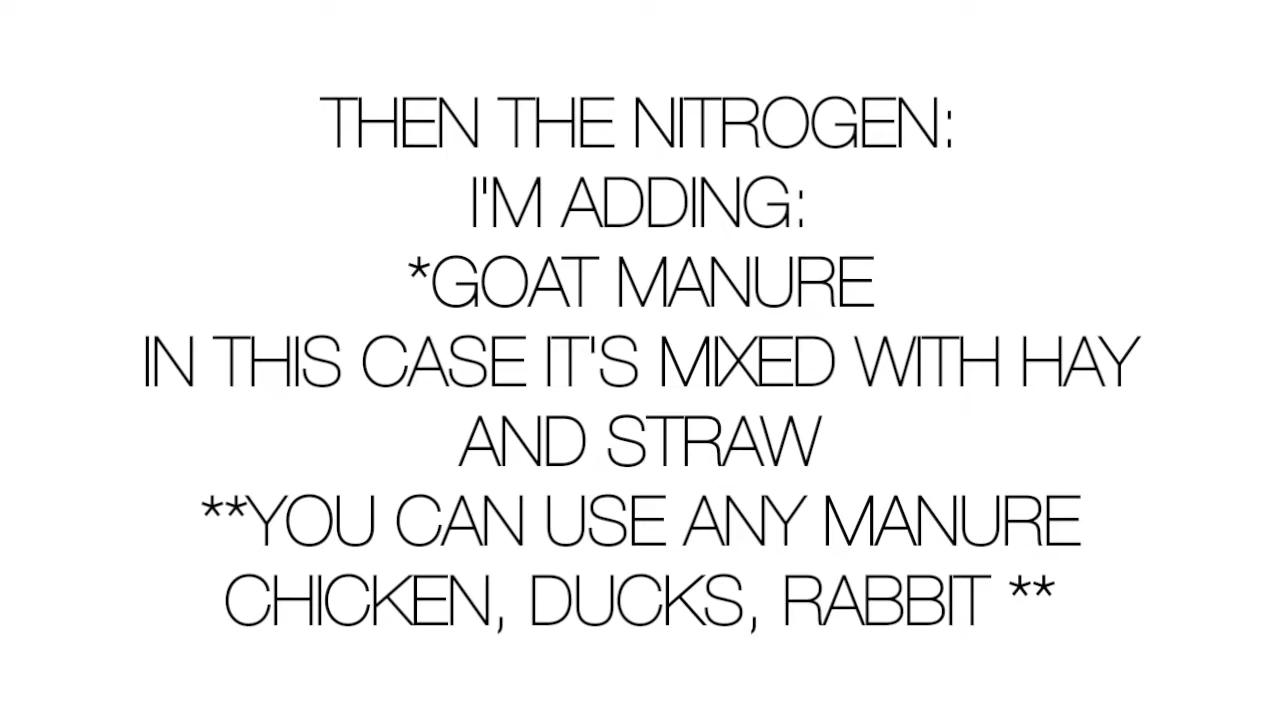 THEN THE NITROGEN:
I'M ADDING:
*GOAT MANURE
IN THIS CASE IT'S MIXED WITH HAY
AND STRAW
**YOU CAN USE ANY MANURE
CHICKEN, DUCKS, RABBIT **